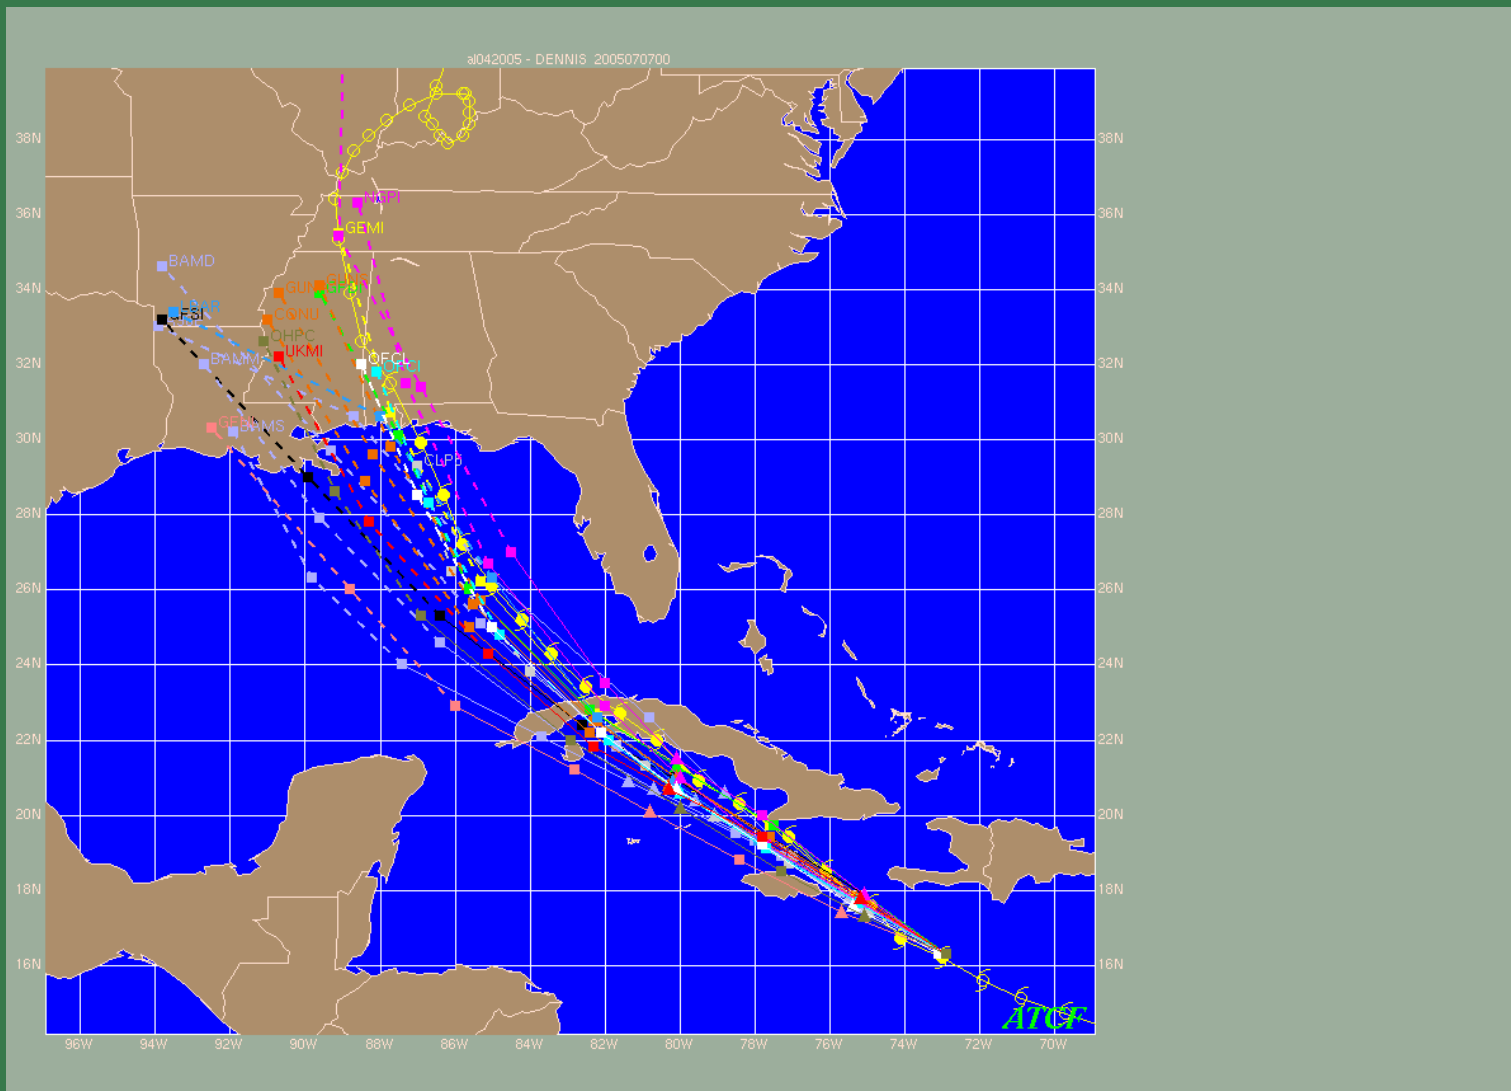 al042005 - DENNIS 2005070700
38N 38N
NGPI
36N 36N
GEMI
BAMD
34N 34N
LBAR
GFSI
CONU
OHPC
UKMI
32N 32N
BAMM
OFCL
30N 30N
BAMS
CLP5
28N 28N
26N 26N
24N 24N
22N 22N
20N 20N
18N 18N
16N 16N
ATCF
96W 94W 92W 90W 88W 86W 84W 82W 80W 78W 76W 74W 72W 70W